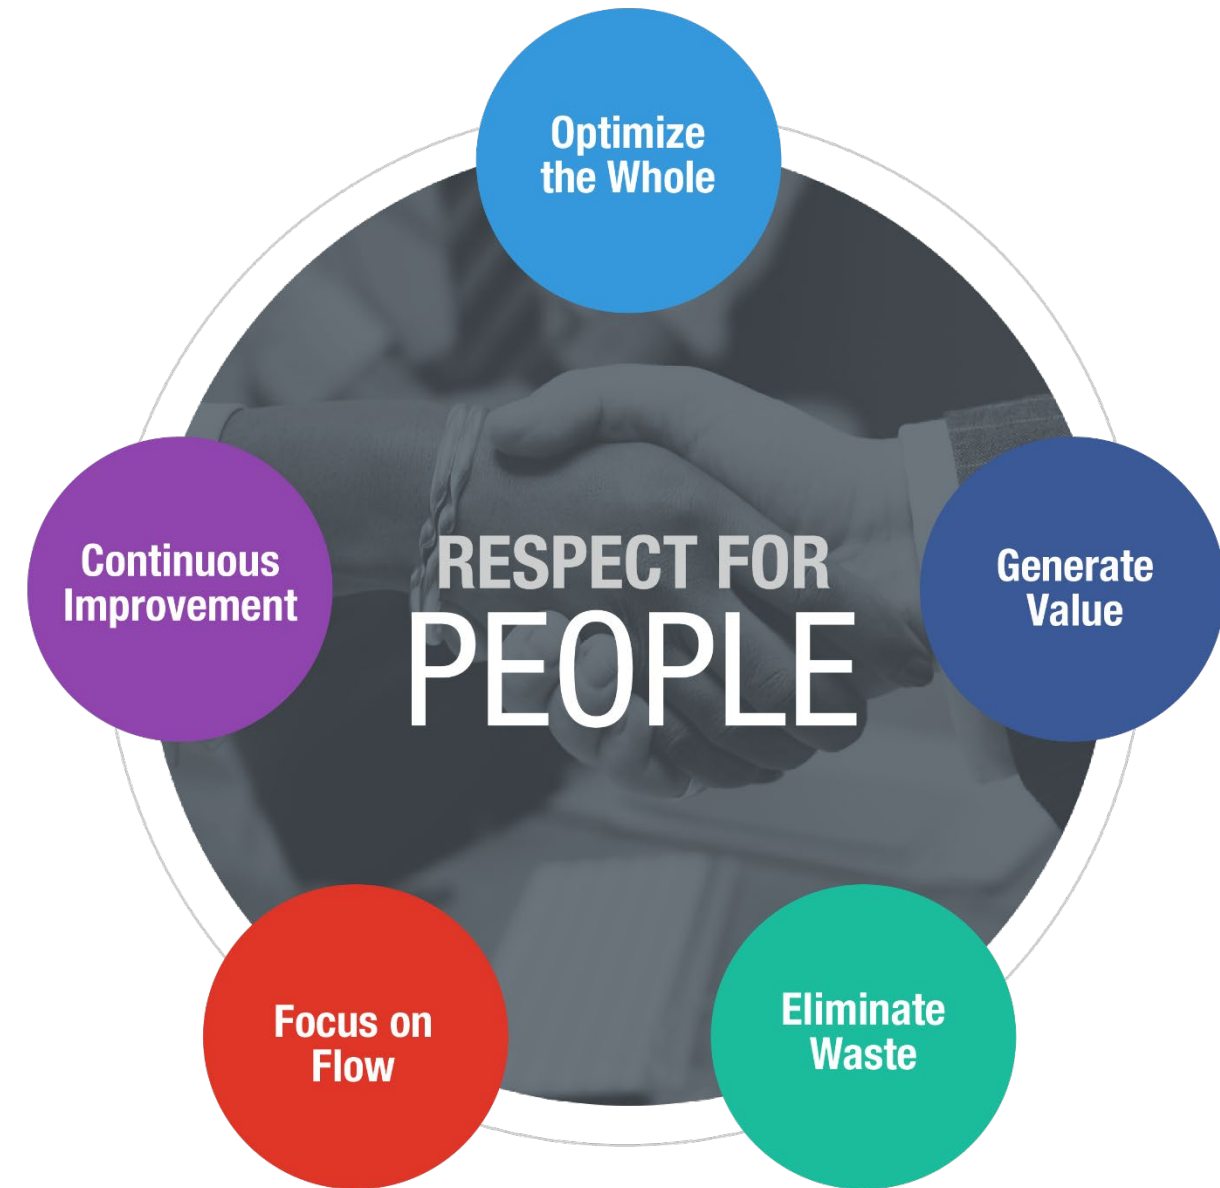 Optimize
the Whole
Continuous
Improvement
RESPECT FOR
PEOPLE
Generate
Value
Focus on
Flow
Eliminate
Waste